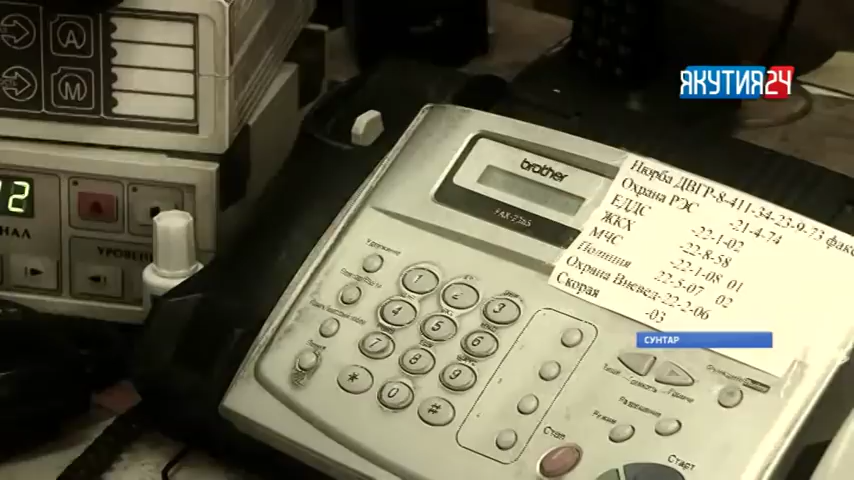 ЯКУТИЯ24
A
M
2
НАЛ
УРОВЕН
brother
FAX-236S
Нюрба ДВГР-8-411-34-23-9-73 факс
Охрана РЭС -21-4-74
ЕДДС -22-1-02
ЖКХ -22-8-58
МЧС -22-1-08 01
Полиция 22-5-07 02
Охрана Вневед-22-2-06
Скорая -03
СУНТАР
Удержание
1
2
3
4
5
6
7
8
9
*
0
#
Режим
Разрешение
Стоп
Старт